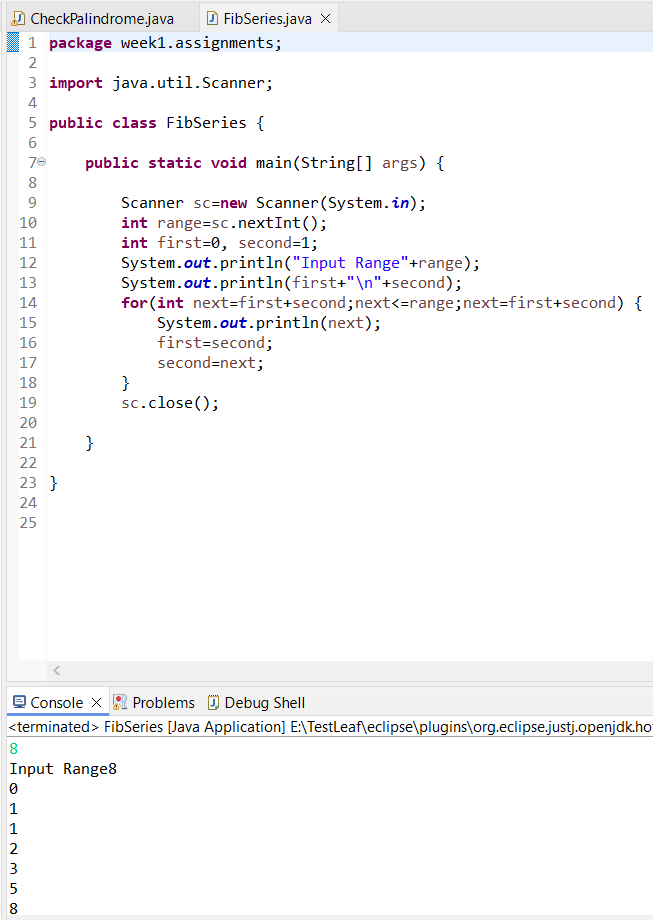 CheckPalindrome.java FibSeries.java
1 package week1.assignments;
2
3 import java.util.Scanner;
4
5 public class FibSeries {
6
7 public static void main(String[] args) {
8
9 Scanner sc=new Scanner(System.in);
10 int range=sc.nextInt();
11 int first=0, second=1;
12 System.out.println("Input Range"+range);
13 System.out.println(first+"\n"+second);
14 for(int next=first+second;next<=range;next=first+second) {
15 System.out.println(next);
16 first=second;
17 second=next;
18 }
19 sc.close();
20
21 }
22
23 }
24
25
Console Problems Debug Shell
<terminated> FibSeries [Java Application] E:\TestLeaf\eclipse\plugins\org.eclipse.justj.openjdk.ho
8
Input Range8
0
1
1
2
3
5
8